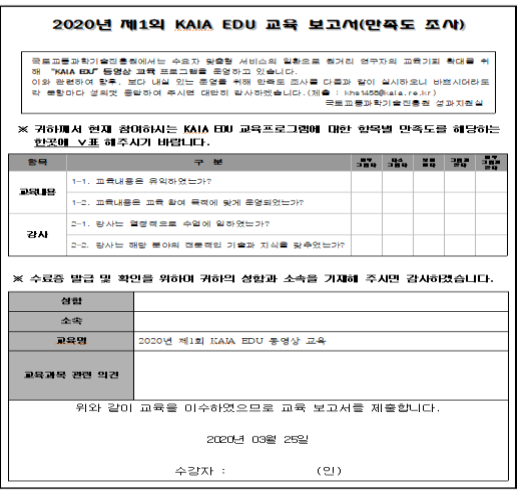 2020년 제1회 KAIA EDU 교육 보고서(만족도 조사)
국토교통과학기술진흥원에서는 수요자 맞춤형 서비스의 일환으로 원거리 연구자의 교육기회 확대를 위
해 “KAIA EDU” 동영상 교육 프로그램을 운영하고 있습니다.
이와 관련하여 향후, 보다 내실 있는 운영을 위해 만족도 조사를 다음과 같이 실시하오니 바쁘시더라도
각 문항마다 성의껏 응답하여 주시면 대단히 감사하겠습니다.(제출 :
국토교통과학기술진흥원 성과지원실
※ 귀하께서 현재 참여하시는 KAIA EDU 교육프로그램에 대한 항목별 만족도를 해당하는
한곳에 ∨표 해주시기 바랍니다.
항목 구 분 매우그렇다 다소그렇다 보통이다
교육내용
1-1. 교육내용은 유익하였는가?
1-2. 교육내용은 교육 참여 목적에 맞게 운영되었는가?
강사
2-1. 강사는 열정적으로 수업에 임하였는가?
2-2. 강사는 해당 분야의 전문적인 기술과 지식을 갖추었는가?
※ 수료증 발급 및 확인을 위하여 귀하의 성함과 소속을 기재해 주시면 감사하겠습니다.
성함
소속
교육명 2020년 제1회 KAIA EDU 동영상 교육
교육과목 관련 의견
위와 같이 교육을 이수하였으므로 교육 보고서를 제출합니다.
2020년 03월 25일
수강자 : (인)